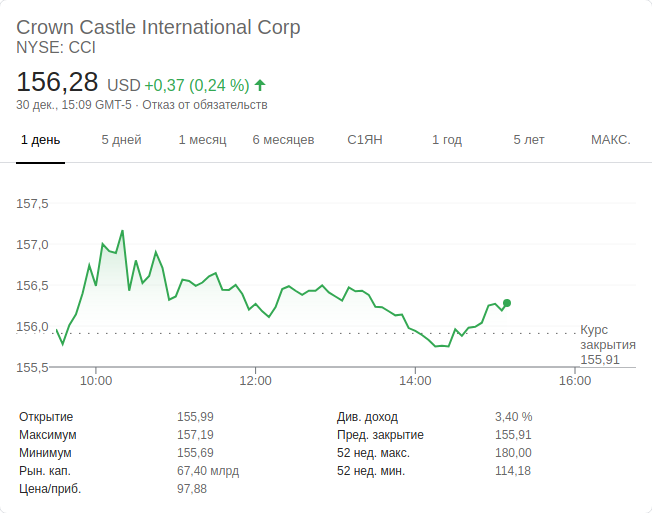 Crown Castle International Corp
NYSE: CCI
156,28 USD +0,37 (0,24 %)
30 дек., 15:09 GMT-5 · Отказ от обязательств
1 день 5 дней 1 месяц 6 месяцев С1ЯН 1 год 5 лет МАКС.
157,5
157,0
156,5
156,0
155,5
Курс
закрытия
155,91
10:00 12:00 14:00 16:00
Открытие 155,99 Див. доход 3,40 %
Максимум 157,19 Пред. закрытие 155,91
Минимум 155,69 52 нед. макс. 180,00
Рын. кап. 67,40 млрд 52 нед. мин. 114,18
Цена/приб. 97,88